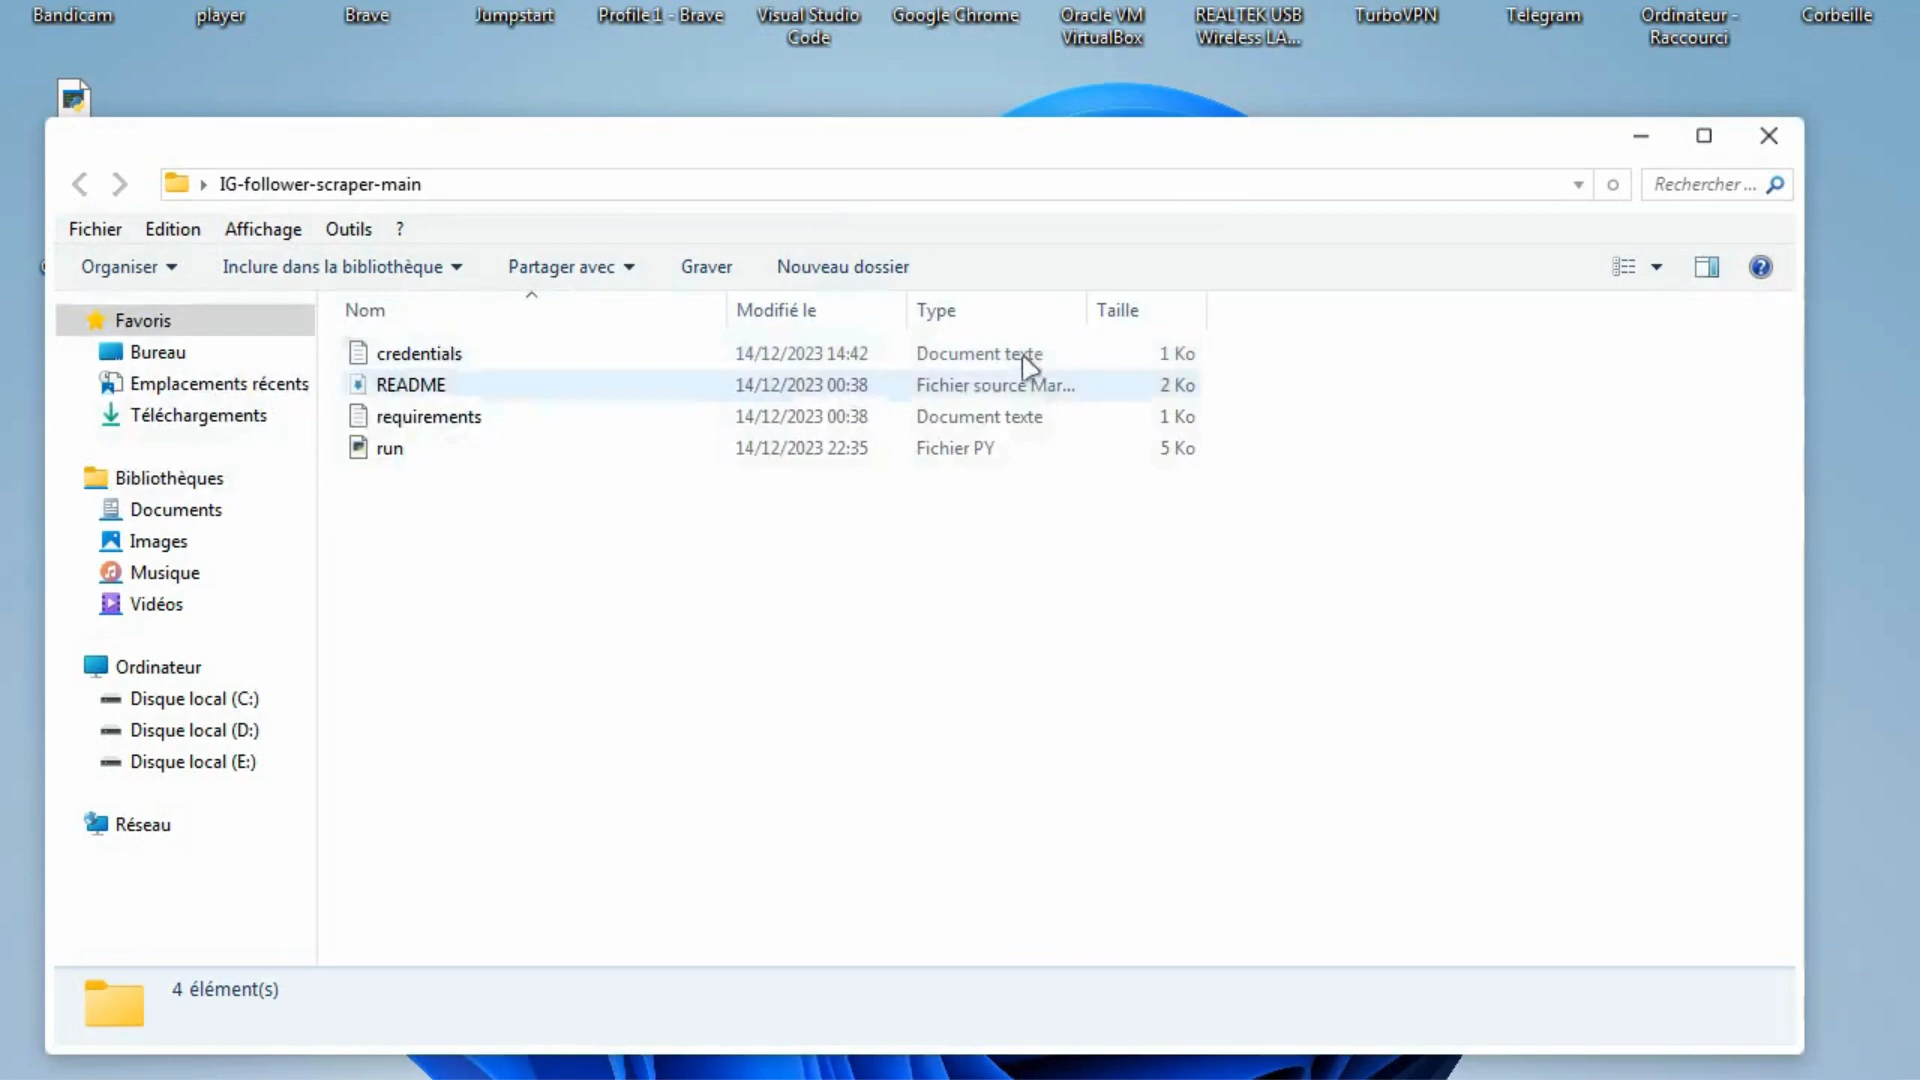 Bandicam player Brave Jumpstart Profile 1 - Brave Visual Studio Google Chrome Oracle VM REALTEK USB TurboVPN Telegram Ordinateur - Corbeille
Code VirtualBox Wireless LA... Raccourci
IG-follower-scraper-main Rechercher ...
Fichier Edition Affichage Outils ?
Organiser Inclure dans la bibliothèque Partager avec Graver Nouveau dossier
Nom Modifié le Type Taille
Favoris
Bureau
Emplacements récents
Téléchargements
Bibliothèques
Documents
Images
Musique
Vidéos
Ordinateur
Disque local (C:)
Disque local (D:)
Disque local (E:)
Réseau
credentials 14/12/2023 14:42 Document texte 1 Ko
README 14/12/2023 00:38 Fichier source Mar... 2 Ko
requirements 14/12/2023 00:38 Document texte 1 Ko
run 14/12/2023 22:35 Fichier PY 5 Ko
4 élément(s)